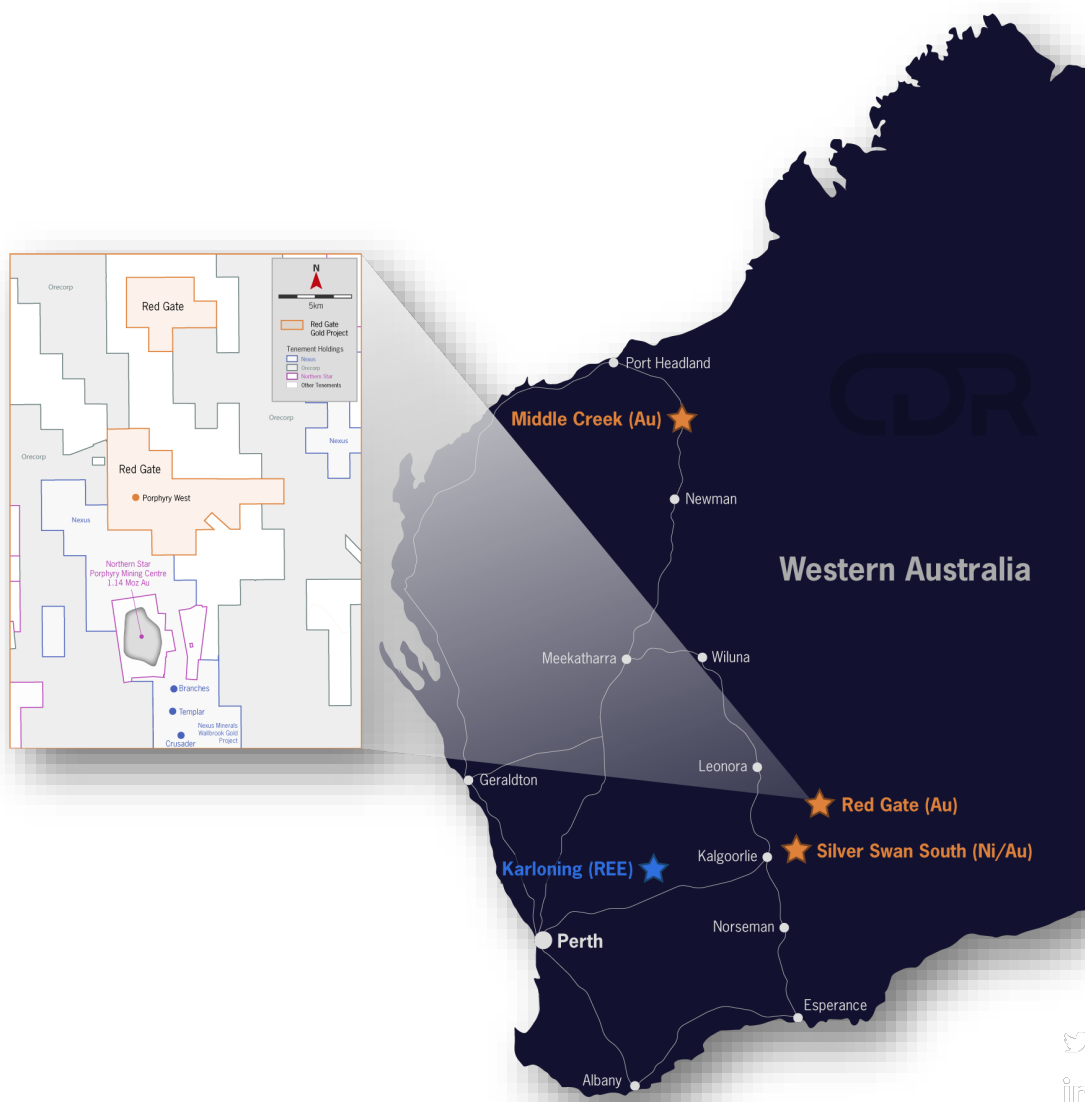 Orecorp
Red Gate
N
5km
Red Gate
Gold Project
Tenement Holdings
Nexus
Orecorp
Northern Star
Other Tenements
Orecorp
Nexus
Orecorp
Red Gate
Porphyry West
Nexus
Northern Star
Porphyry Mining Centre
1.14 Moz Au
Branches
Templar
Nexus Minerals
Wallbrook Gold
Project
Crusader
CDR
Port Headland
Middle Creek (Au)
Newman
Western Australia
Meekatharra
Wiluna
Leonora
Geraldton
Red Gate (Au)
Silver Swan South (Ni/Au)
Kalgoorlie
Karloning (REE)
Norseman
Perth
Esperance
Albany
in